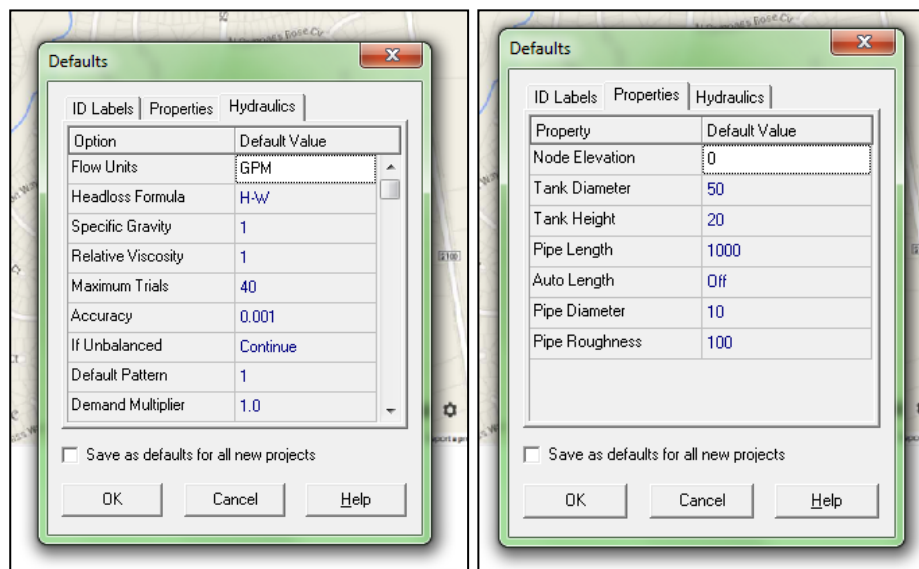 Defaults
ID Labels Properties Hydraulics
Option Default Value
Flow Units GPM
Headloss Formula H-W
Specific Gravity 1
Relative Viscosity 1
Maximum Trials 40
Accuracy 0.001
If Unbalanced Continue
Default Pattern 1
Demand Multiplier 1.0
Save as defaults for all new projects
OK Cancel Help
Defaults
ID Labels Properties Hydraulics
Property Default Value
Node Elevation 0
Tank Diameter 50
Tank Height 20
Pipe Length 1000
Auto Length Off
Pipe Diameter 10
Pipe Roughness 100
Save as defaults for all new projects
OK Cancel Help